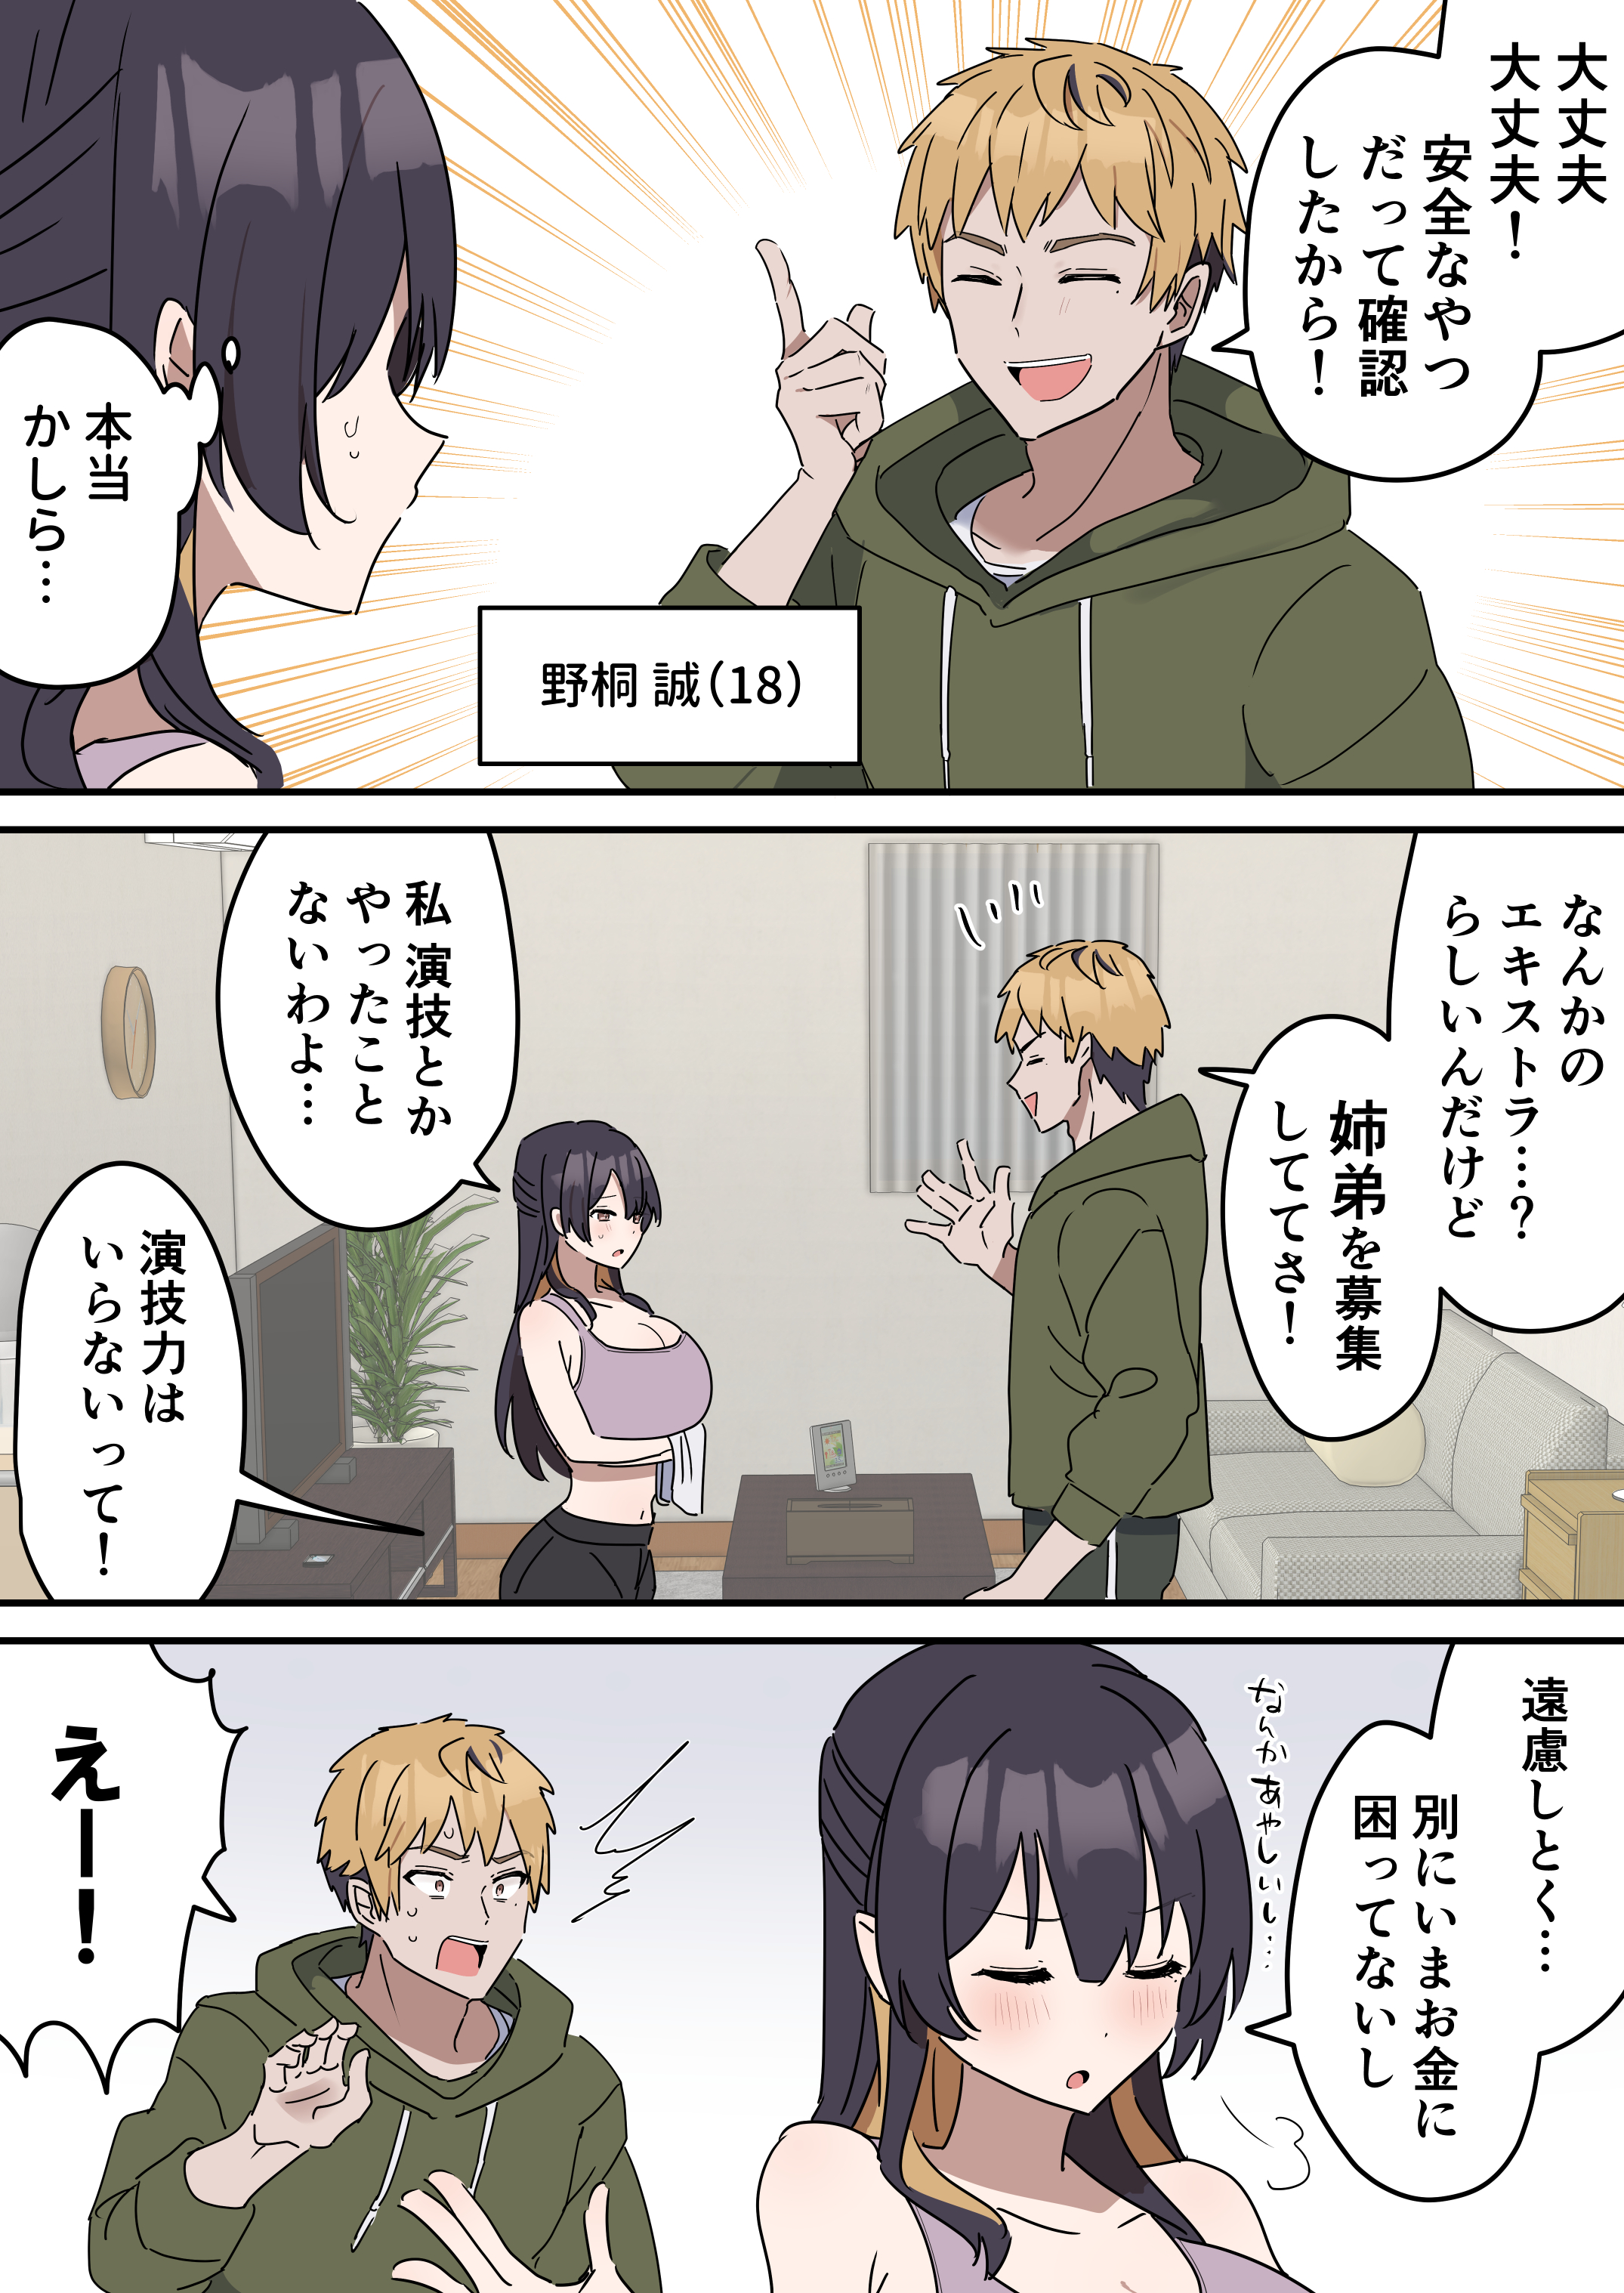 大丈夫
大丈夫！
安全なやつ
だって確認
したから！
本当
かしら…
野桐 誠（18）
なんかの
エキストラ…？
らしいんだけど
姉弟を募集
しててさ！
私 演技とか
やったこと
ないわよ…
演技力は
いらないって！
遠慮しとく…
別にいまお金に
困ってないし
なんかあやしいし…
えー！